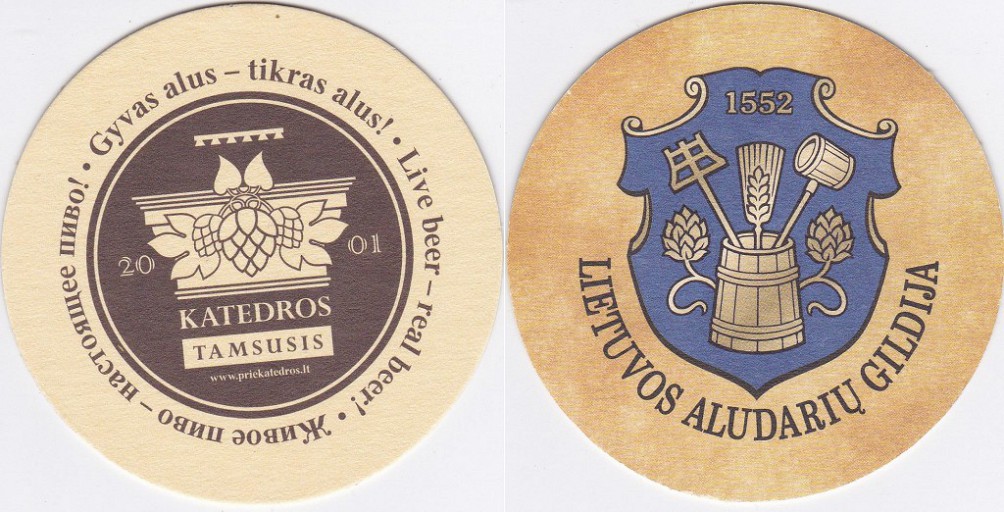 Gyvas alus – tikras alus! • Live beer – real beer! • Живое пиво – настоящее пиво! •
20 01
KATEDROS
TAMSUSIS
www.priekatedros.lt
1552
LIETUVOS ALUDARIŲ GILDIJA